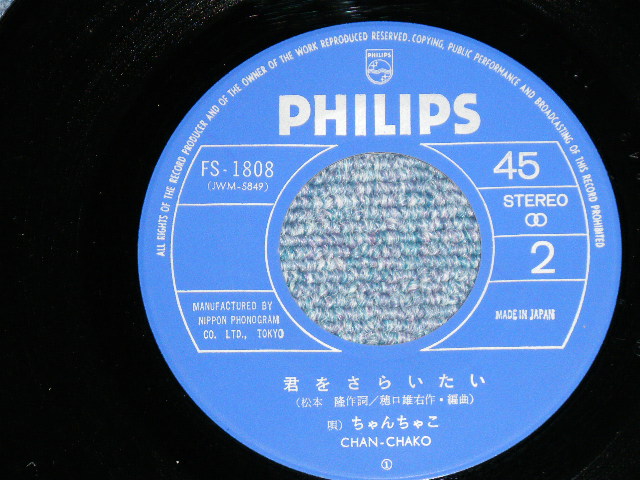 ALL RIGHTS OF THE RECORD PRODUCER AND OF THE OWNER OF THE WORK REPRODUCED RESERVED. COPYING, PUBLIC PERFORMANCE AND BROADCASTING OF THIS RECORD PROHIBITED
PHILIPS
PHILIPS
FS-1808
(JWM-5849)
45
STEREO
2
MANUFACTURED BY
NIPPON PHONOGRAM
CO. LTD., TOKYO
MADE IN JAPAN
君をさらいたい
(松本 隆作詞/穂口雄右作・編曲)
唄) ちゃんちゃこ
CHAN-CHAKO
①